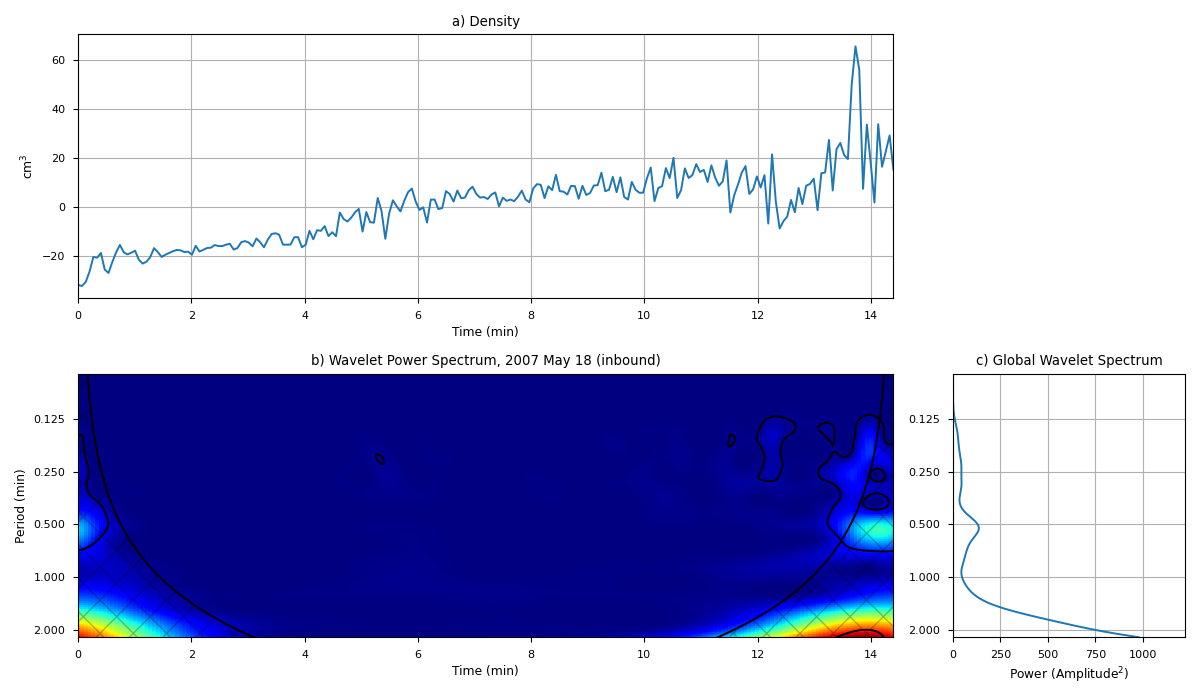 a) Density
cm³
60
40
20
0
−20
0 2 4 6 8 10 12 14
Time (min)
b) Wavelet Power Spectrum, 2007 May 18 (inbound)
Period (min)
0.125
0.250
0.500
1.000
2.000
0 2 4 6 8 10 12 14
Time (min)
c) Global Wavelet Spectrum
0.125
0.250
0.500
1.000
2.000
0 250 500 750 1000
Power (Amplitude²)